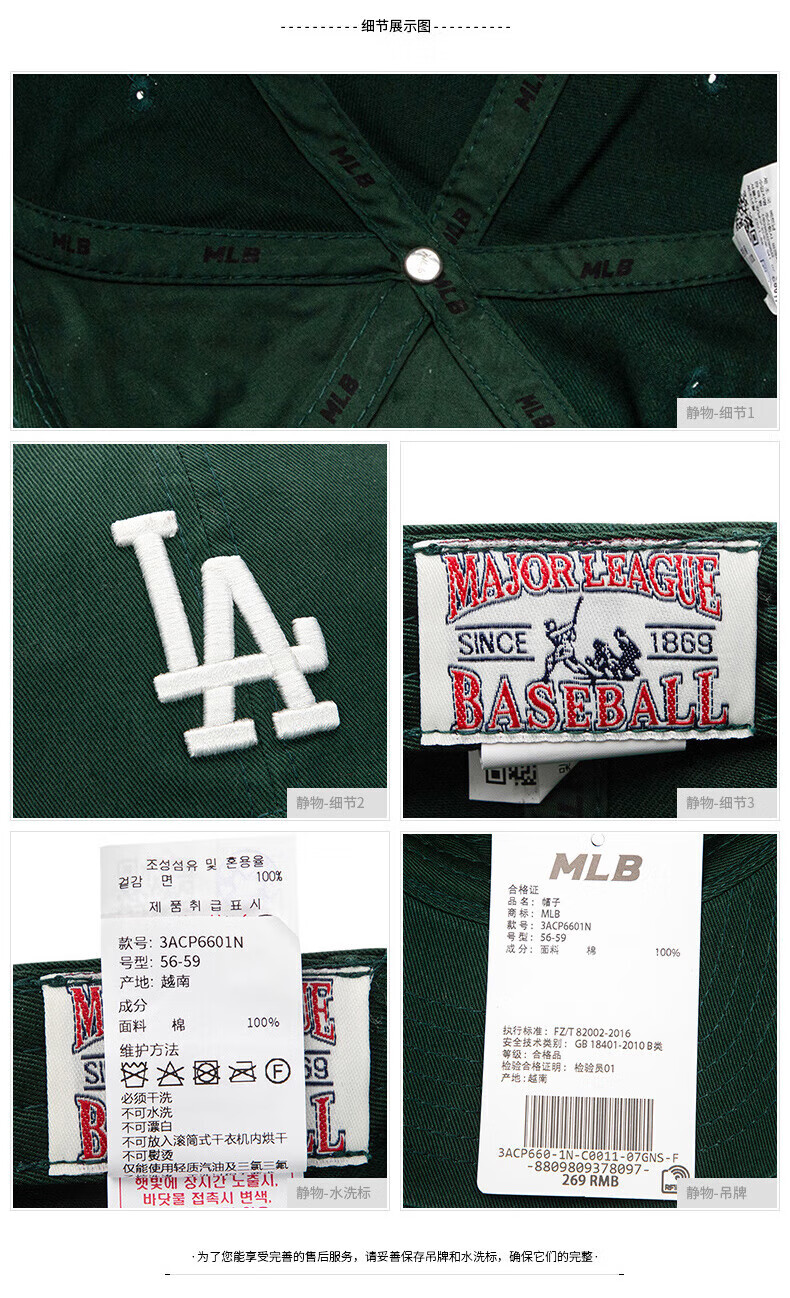 细节展示图
MLB
MLB
MLB
MLB
MLB
MLB
MLB
MLB
MLB
静物-细节1
LA
静物-细节2
MAJOR LEAGUE
SINCE 1869
BASEBALL
静物-细节3
조성섬유 및 혼용율
겉감 면 100%
제 품 취 급 표 시
款号: 3ACP6601N
号型: 56-59
产地: 越南
成分
面料 棉 100%
维护方法
F
必须干洗
不可水洗
不可漂白
不可放入滚筒式干衣机内烘干
不可熨烫
仅能使用轻质汽油及三氯三氟
햇빛에 장시간 노출시,
바닷물 접촉시 변색.
静物-水洗标
MLB
合格证
品名: 帽子
商标: MLB
款号: 3ACP6601N
号型: 56-59
成分: 面料 棉 100%
执行标准: FZ/T 82002-2016
安全技术类别: GB 18401-2010 B类
等级: 合格品
检验合格证明: 检验员01
产地:越南
3ACP660-1N-C0011-07GNS-F
-8809809378097-
269 RMB
静物-吊牌
·为了您能享受完善的售后服务，请妥善保存吊牌和水洗标，确保它们的完整·